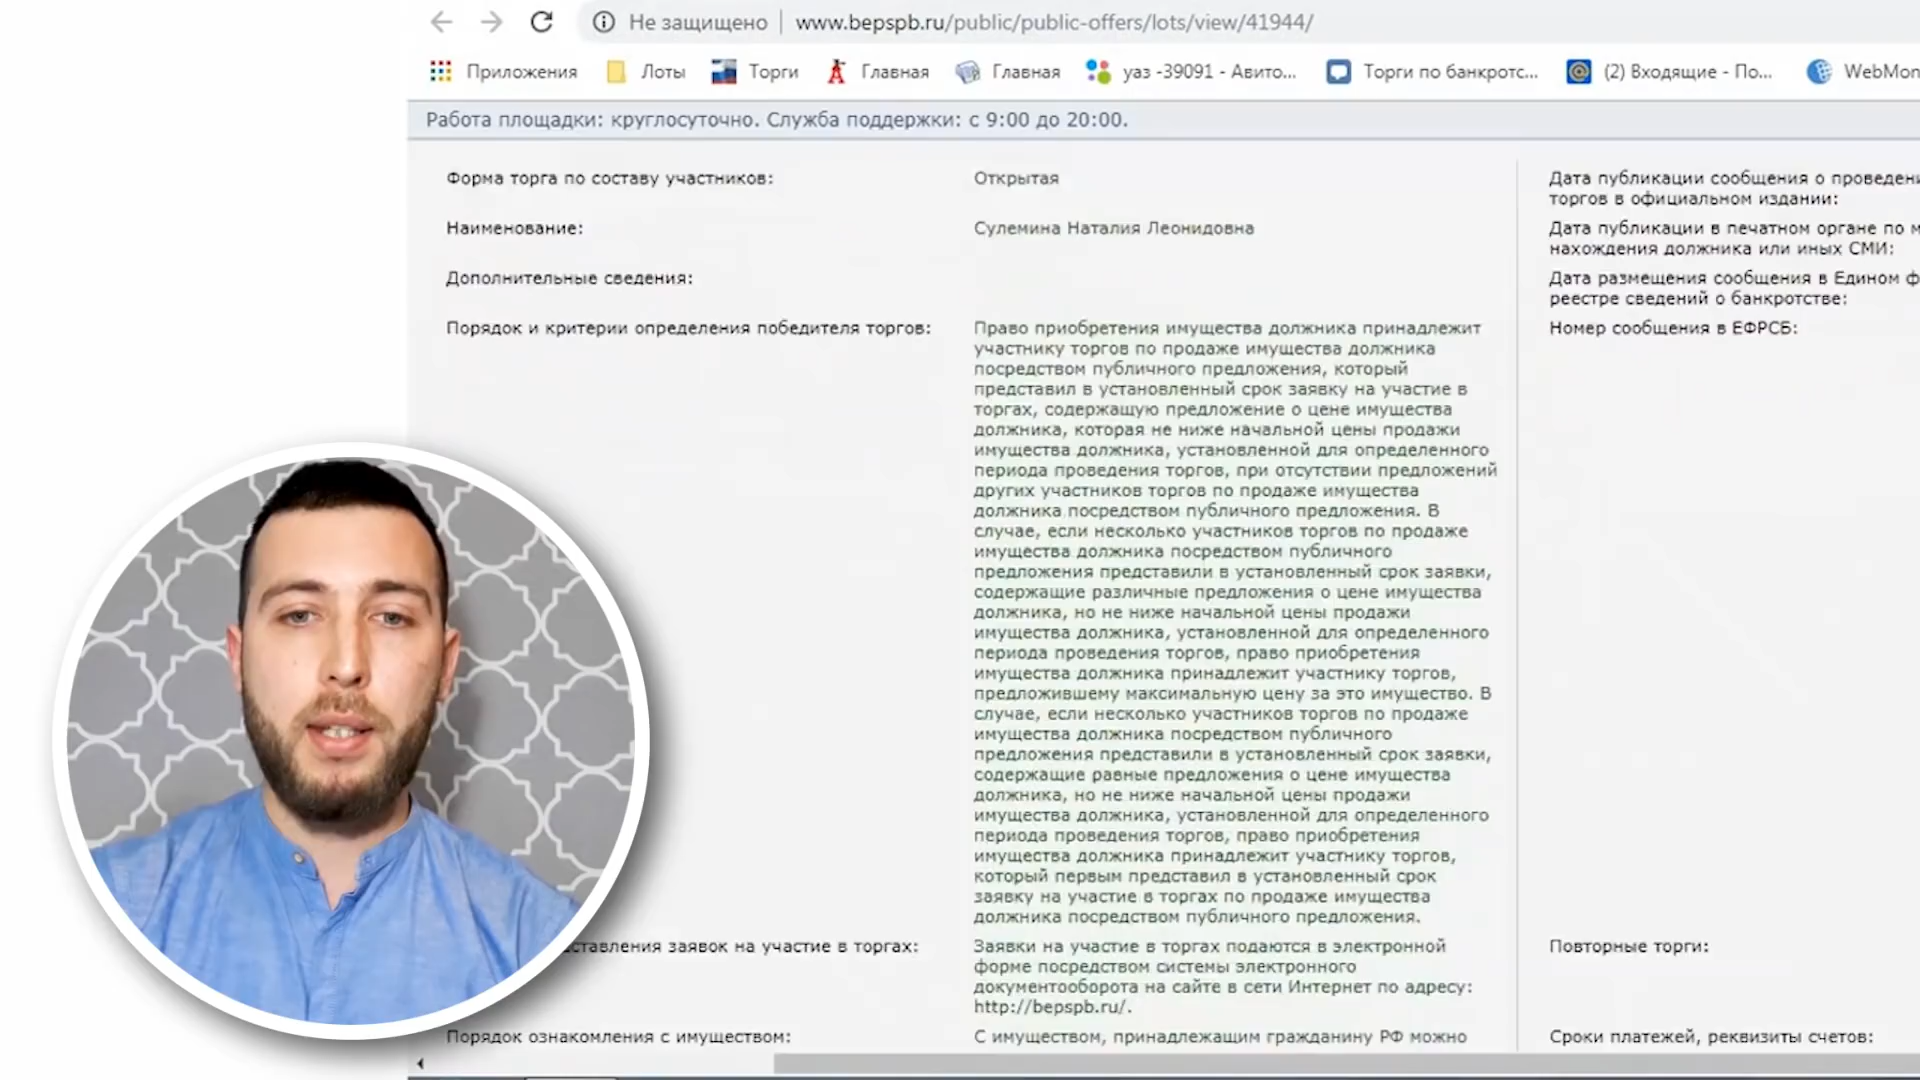 Не защищено
www.bepspb.ru/public/public-offers/lots/view/41944/
Приложения
Лоты
Торги
Главная
Главная
уаз -39091 - Авито...
Торги по банкротс...
(2) Входящие - По...
WebMon
Работа площадки: круглосуточно. Служба поддержки: с 9:00 до 20:00.
Форма торга по составу участников:
Открытая
Наименование:
Сулемина Наталия Леонидовна
Дополнительные сведения:
Порядок и критерии определения победителя торгов:
Право приобретения имущества должника принадлежит
участнику торгов по продаже имущества должника
посредством публичного предложения, который
представил в установленный срок заявку на участие в
торгах, содержащую предложение о цене имущества
должника, которая не ниже начальной цены продажи
имущества должника, установленной для определенного
периода проведения торгов, при отсутствии предложений
других участников торгов по продаже имущества
должника посредством публичного предложения. В
случае, если несколько участников торгов по продаже
имущества должника посредством публичного
предложения представили в установленный срок заявки,
содержащие различные предложения о цене имущества
должника, но не ниже начальной цены продажи
имущества должника, установленной для определенного
периода проведения торгов, право приобретения
имущества должника принадлежит участнику торгов,
предложившему максимальную цену за это имущество. В
случае, если несколько участников торгов по продаже
имущества должника посредством публичного
предложения представили в установленный срок заявки,
содержащие равные предложения о цене имущества
должника, но не ниже начальной цены продажи
имущества должника, установленной для определенного
периода проведения торгов, право приобретения
имущества должника принадлежит участнику торгов,
который первым представил в установленный срок
заявку на участие в торгах по продаже имущества
должника посредством публичного предложения.
ставления заявок на участие в торгах:
Заявки на участие в торгах подаются в электронной
форме посредством системы электронного
документооборота на сайте в сети Интернет по адресу:
http://bepspb.ru/.
Порядок ознакомления с имуществом:
С имуществом, принадлежащим гражданину РФ можно
Дата публикации сообщения о проведени
торгов в официальном издании:
Дата публикации в печатном органе по м
нахождения должника или иных СМИ:
Дата размещения сообщения в Едином ф
реестре сведений о банкротстве:
Номер сообщения в ЕФРСБ:
Повторные торги:
Сроки платежей, реквизиты счетов: